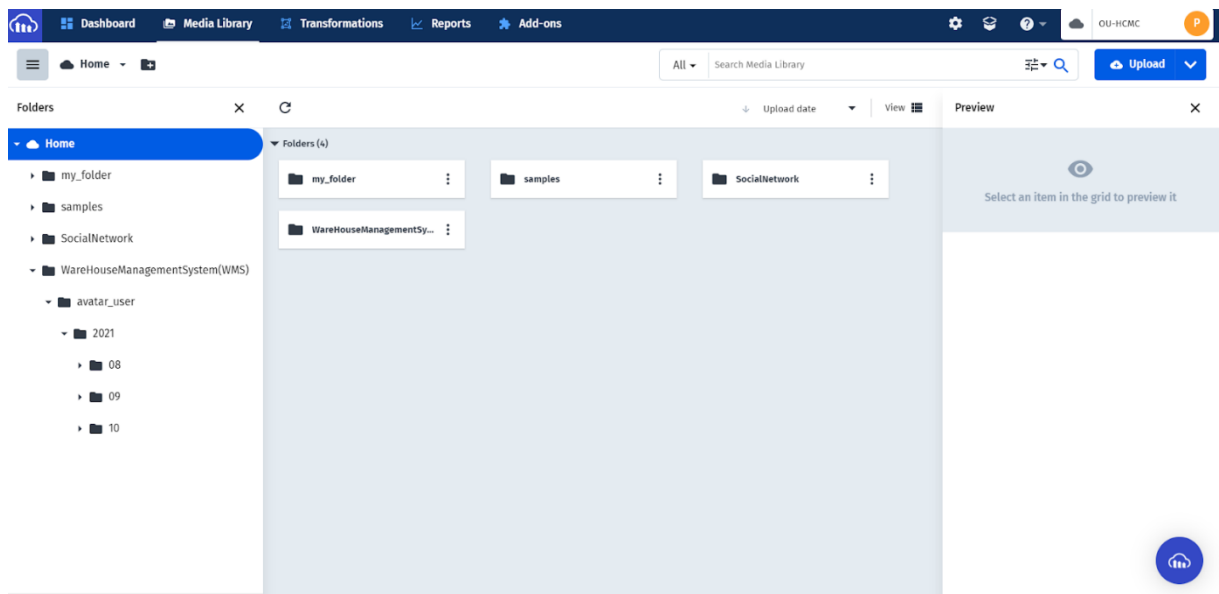 Dashboard Media Library Transformations Reports Add-ons OU-HCMC P
Home All Search Media Library Upload
Folders Upload date View Preview
Home
Folders (4)
my_folder
samples
SocialNetwork
WareHouseManagementSystem(WMS)
avatar_user
2021
08
09
10
my_folder samples SocialNetwork
WareHouseManagementSy...
Select an item in the grid to preview it